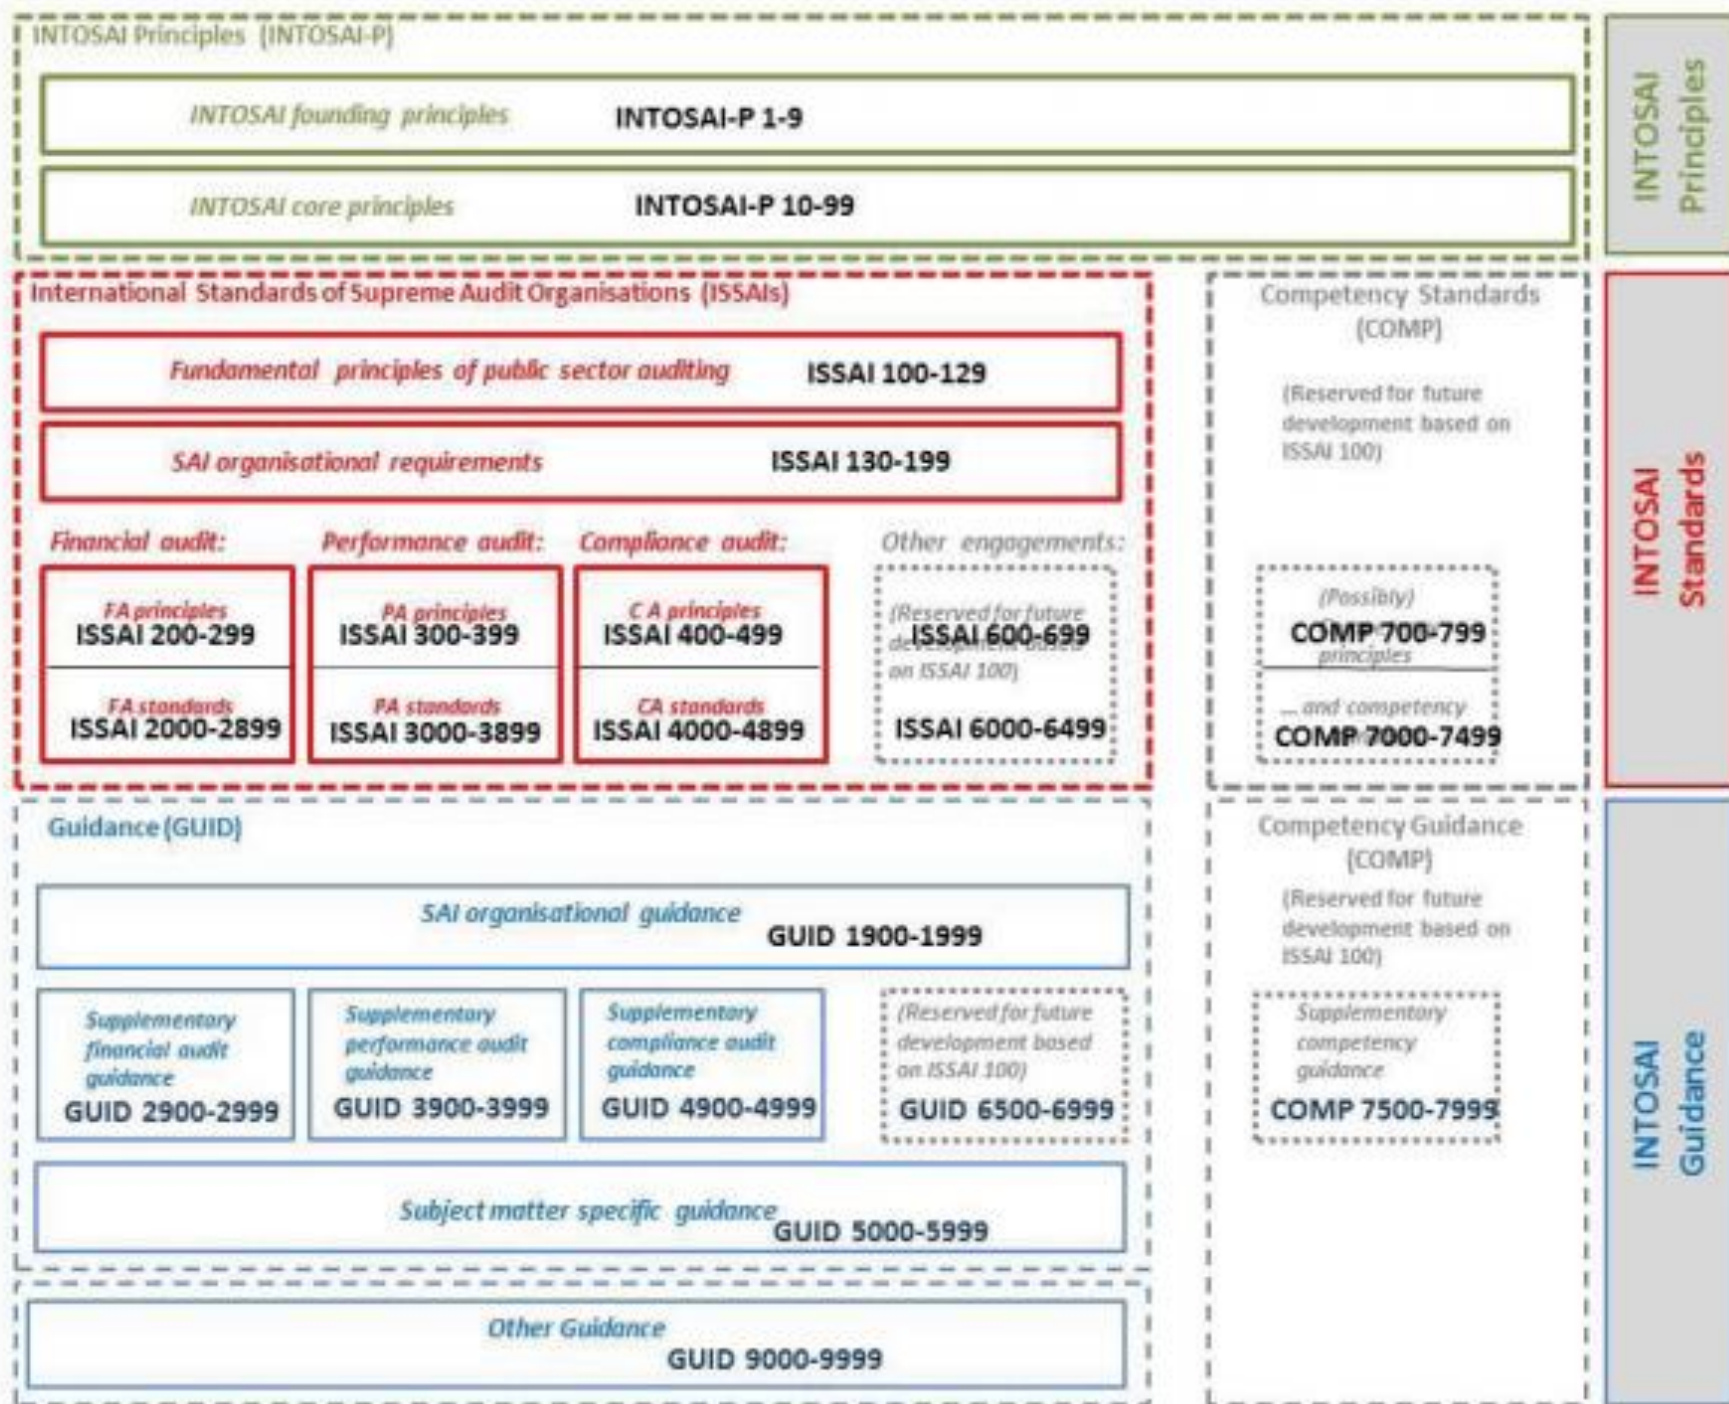 INTOSAI Principles (INTOSAI-P)
INTOSAI founding principles INTOSAI-P 1-9
INTOSAI core principles INTOSAI-P 10-99
INTOSAI
Principles
International Standards of Supreme Audit Organisations (ISSAIs)
Fundamental principles of public sector auditing ISSAI 100-129
SAI organisational requirements ISSAI 130-199
Financial audit:
FA principles
ISSAI 200-299
FA standards
ISSAI 2000-2899
Performance audit:
PA principles
ISSAI 300-399
PA standards
ISSAI 3000-3899
Compliance audit:
C A principles
ISSAI 400-499
CA standards
ISSAI 4000-4899
Other engagements:
(Reserved for future
ISSAI 600-699
development based
on ISSAI 100)
ISSAI 6000-6499
Competency Standards
(COMP)
(Reserved for future
development based on
ISSAI 100)
(Possibly)
COMP 700-799
principles
... and competency
COMP 7000-7499
INTOSAI
Standards
Guidance (GUID)
SAI organisational guidance
GUID 1900-1999
Supplementary
financial audit
guidance
GUID 2900-2999
Supplementary
performance audit
guidance
GUID 3900-3999
Supplementary
compliance audit
guidance
GUID 4900-4999
(Reserved for future
development based
on ISSAI 100)
GUID 6500-6999
Subject matter specific guidance
GUID 5000-5999
Other Guidance
GUID 9000-9999
Competency Guidance
(COMP)
(Reserved for future
development based on
ISSAI 100)
Supplementary
competency
guidance
COMP 7500-7999
INTOSAI
Guidance